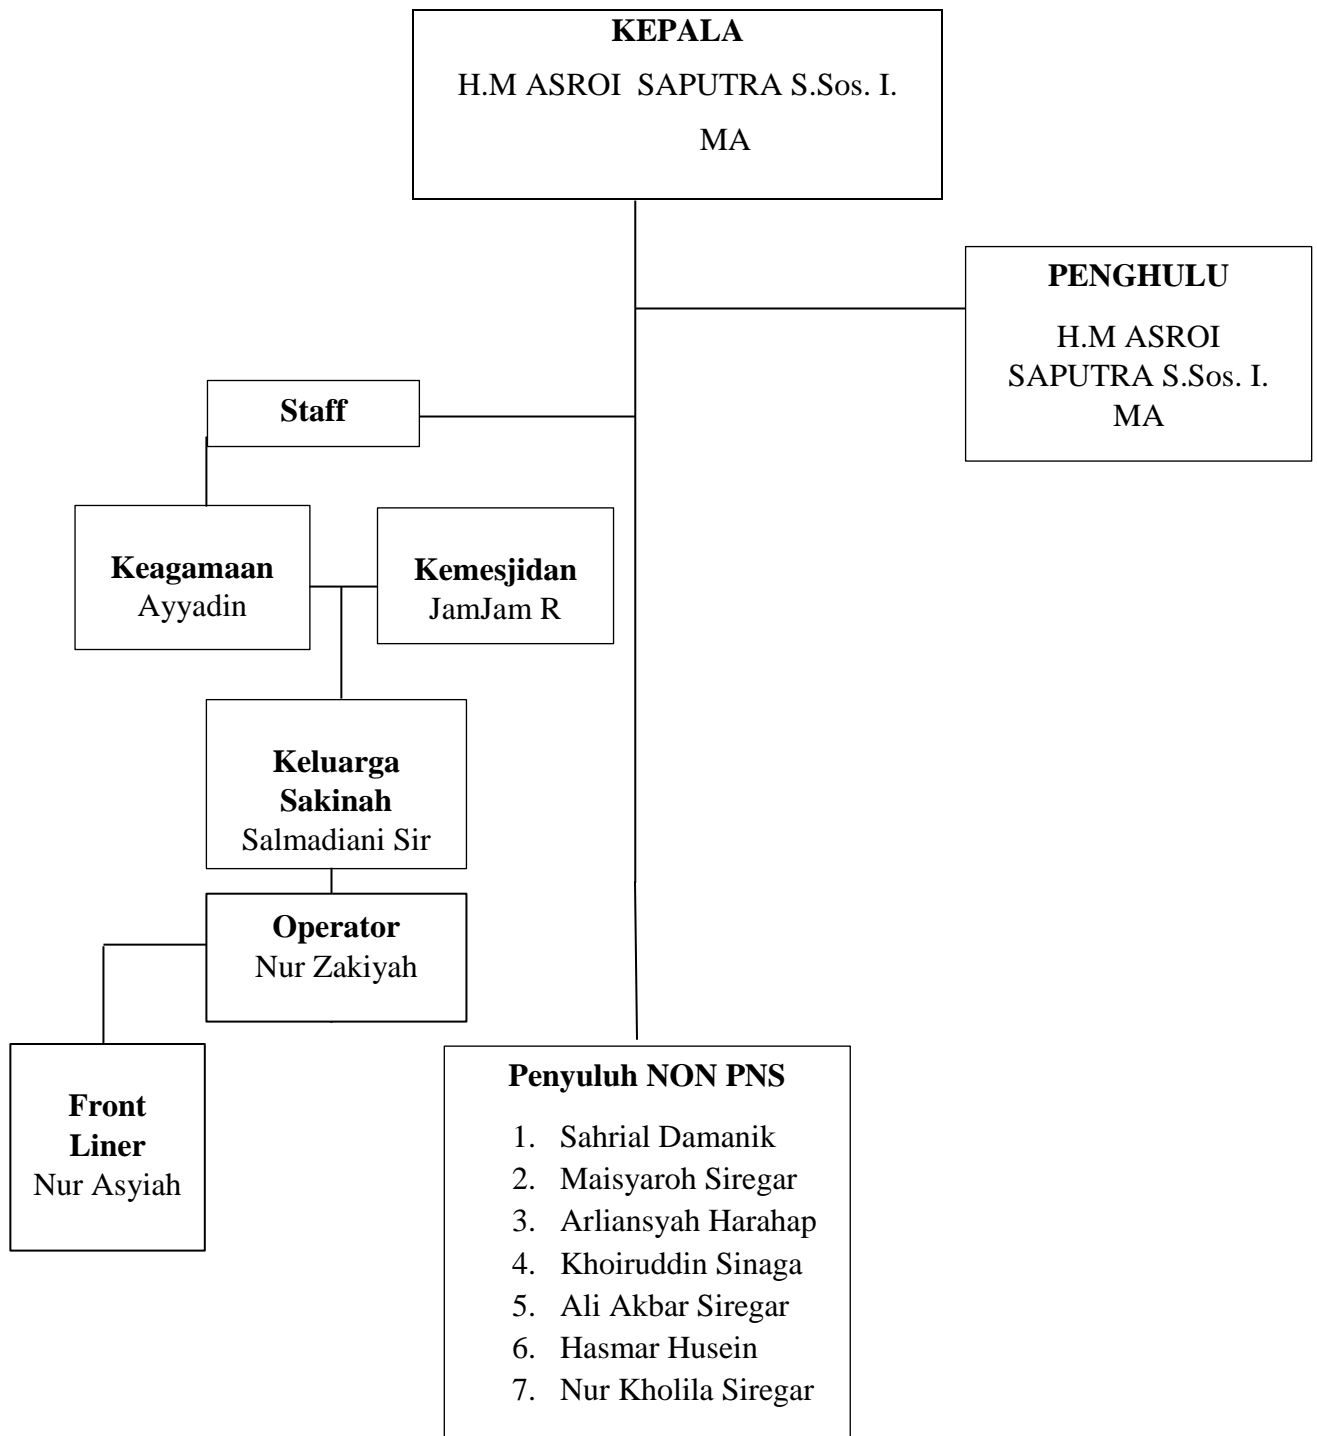 KEPALA
H.M ASROI SAPUTRA S.Sos. I.
MA
PENGHULU
H.M ASROI
SAPUTRA S.Sos. I.
MA
Staff
Keagamaan
Ayyadin
Kemesjidan
JamJam R
Keluarga
Sakinah
Salmadiani Sir
Operator
Nur Zakiyah
Front
Liner
Nur Asyiah
Penyuluh NON PNS
1. Sahrial Damanik
2. Maisyaroh Siregar
3. Arliansyah Harahap
4. Khoiruddin Sinaga
5. Ali Akbar Siregar
6. Hasmar Husein
7. Nur Kholila Siregar